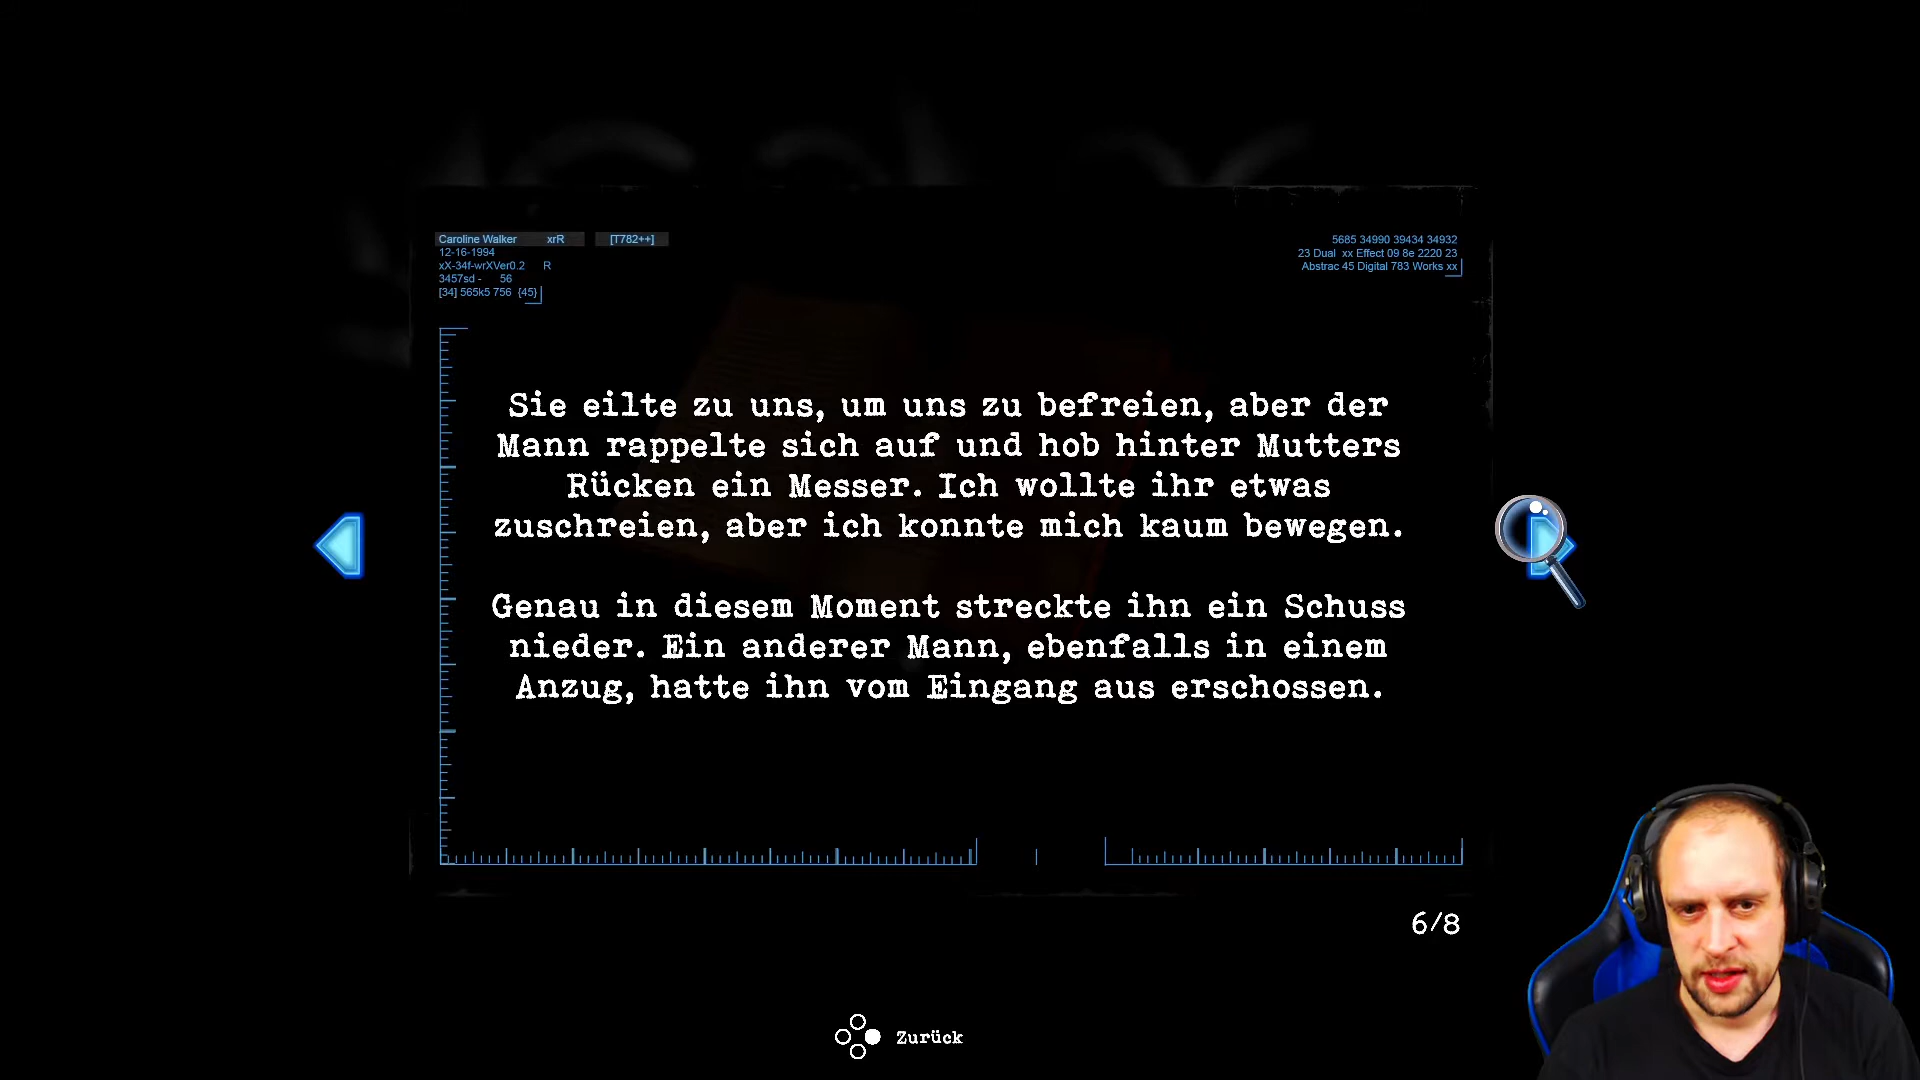 Caroline Walker xrR [T782++]
12-16-1994
xX-34f-wrXVer0.2 R
3457sd - 56
[34] 565k5 756 {45}
5685 34990 39434 34932
23 Dual xx Effect 09 8e 2220 23
Abstrac 45 Digital 783 Works xx
Sie eilte zu uns, um uns zu befreien, aber der
Mann rappelte sich auf und hob hinter Mutters
Rücken ein Messer. Ich wollte ihr etwas
zuschreien, aber ich konnte mich kaum bewegen.
Genau in diesem Moment streckte ihn ein Schuss
nieder. Ein anderer Mann, ebenfalls in einem
Anzug, hatte ihn vom Eingang aus erschossen.
6/8
Zurück